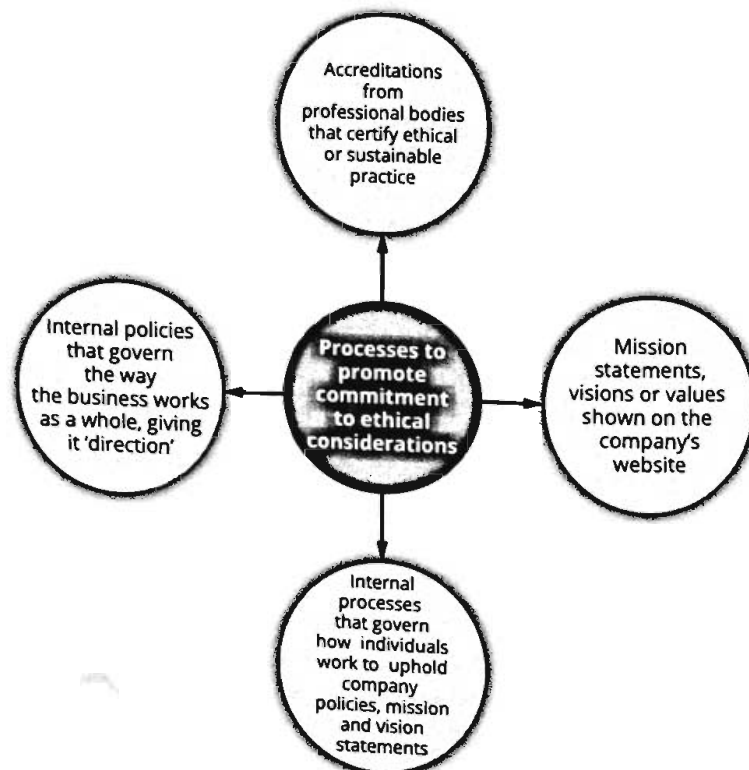 Accreditations
from
professional bodies
that certify ethical
or sustainable
practice
Internal policies
that govern
the way
the business works
as a whole, giving
it 'direction'
Processes to
promote
commitment
to ethical
considerations
Mission
statements,
visions or values
shown on the
company's
website
Internal
processes
that govern
how individuals
work to uphold
company
policies, mission
and vision
statements